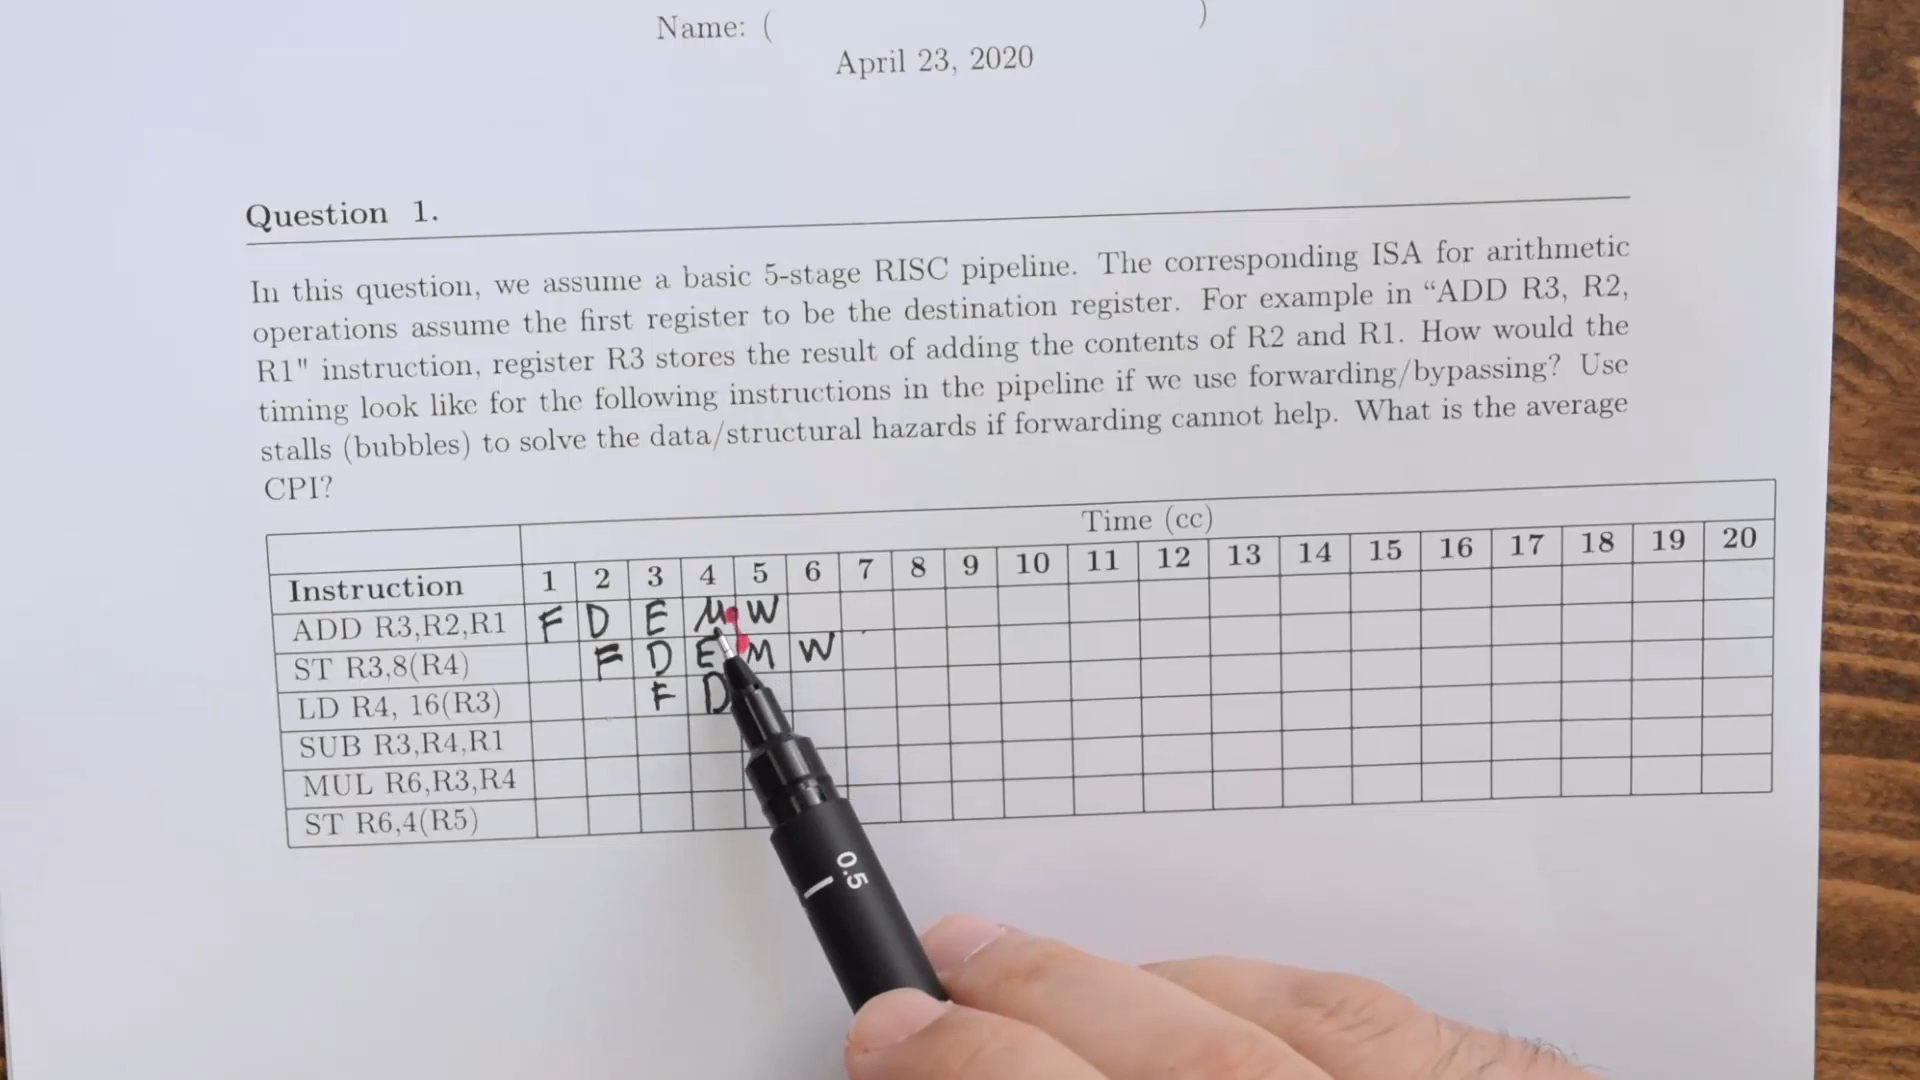 Name: ( )
April 23, 2020
Question 1.
In this question, we assume a basic 5-stage RISC pipeline. The corresponding ISA for arithmetic
operations assume the first register to be the destination register. For example in “ADD R3, R2,
R1" instruction, register R3 stores the result of adding the contents of R2 and R1. How would the
timing look like for the following instructions in the pipeline if we use forwarding/bypassing? Use
stalls (bubbles) to solve the data/structural hazards if forwarding cannot help. What is the average
CPI?
Time (cc)
Instruction 1 2 3 4 5 6 7 8 9 10 11 12 13 14 15 16 17 18 19 20
ADD R3,R2,R1 F D E M W
ST R3,8(R4) F D E M W
LD R4, 16(R3) F D
SUB R3,R4,R1
MUL R6,R3,R4
ST R6,4(R5)
0.5